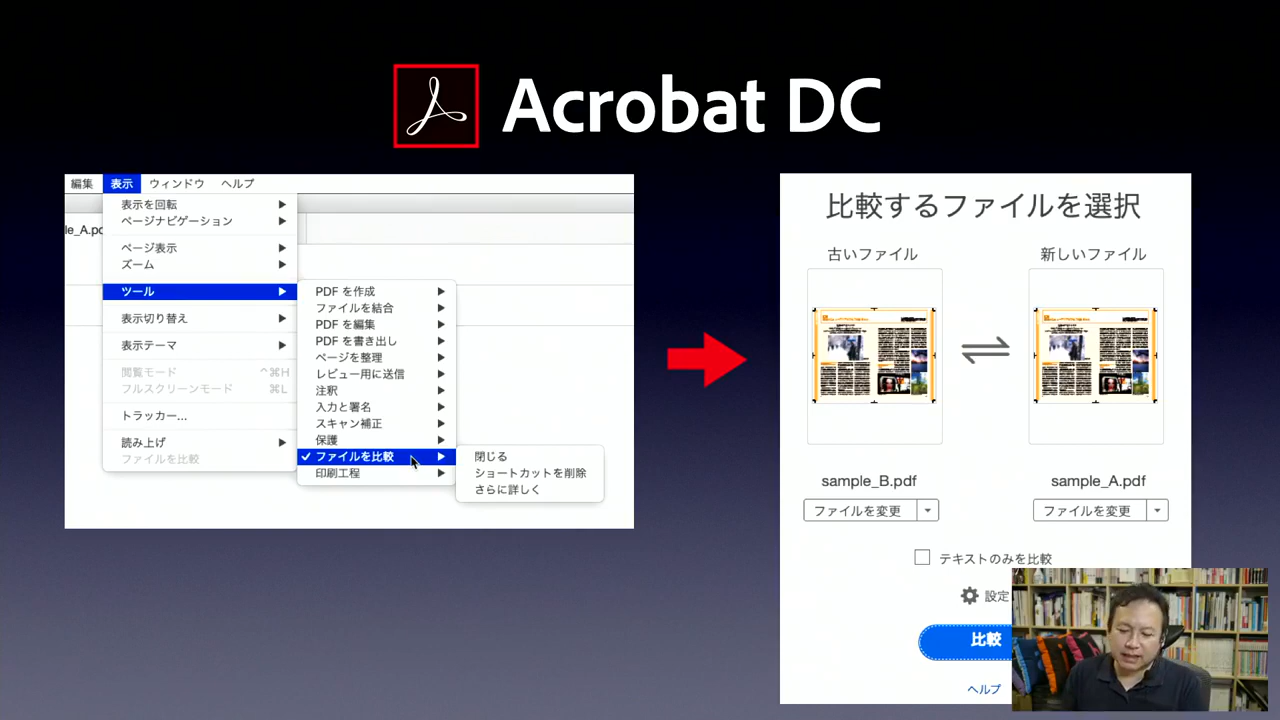 Acrobat DC
編集 表示 ウィンドウ ヘルプ
le_A.pd
表示を回転
ページナビゲーション
ページ表示
ズーム
ツール
表示切り替え
表示テーマ
閲覧モード ^⌘H
フルスクリーンモード ⌘L
トラッカー...
読み上げ
ファイルを比較
PDF を作成
ファイルを結合
PDF を編集
PDF を書き出し
ページを整理
レビュー用に送信
注釈
入力と署名
スキャン補正
保護
✓ ファイルを比較
印刷工程
閉じる
ショートカットを削除
さらに詳しく
比較するファイルを選択
古いファイル 新しいファイル
sample_B.pdf sample_A.pdf
ファイルを変更 ファイルを変更
テキストのみを比較
設定
比較
ヘルプ